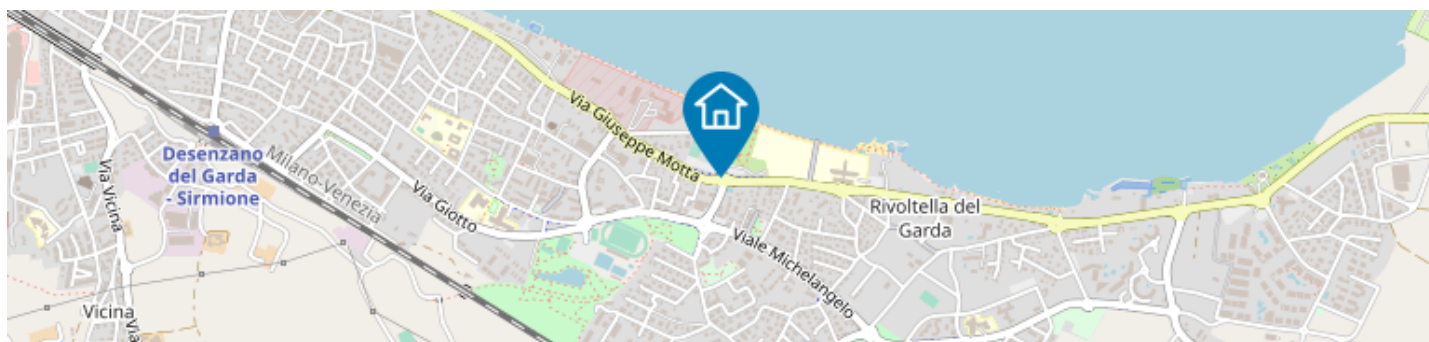 Via Giuseppe Motta
Desenzano
del Garda
- Sirmione
Milano-Venezia
Via Vicina
Via Giotto
Rivoltella del
Garda
Viale Michelangelo
Vicina
Via